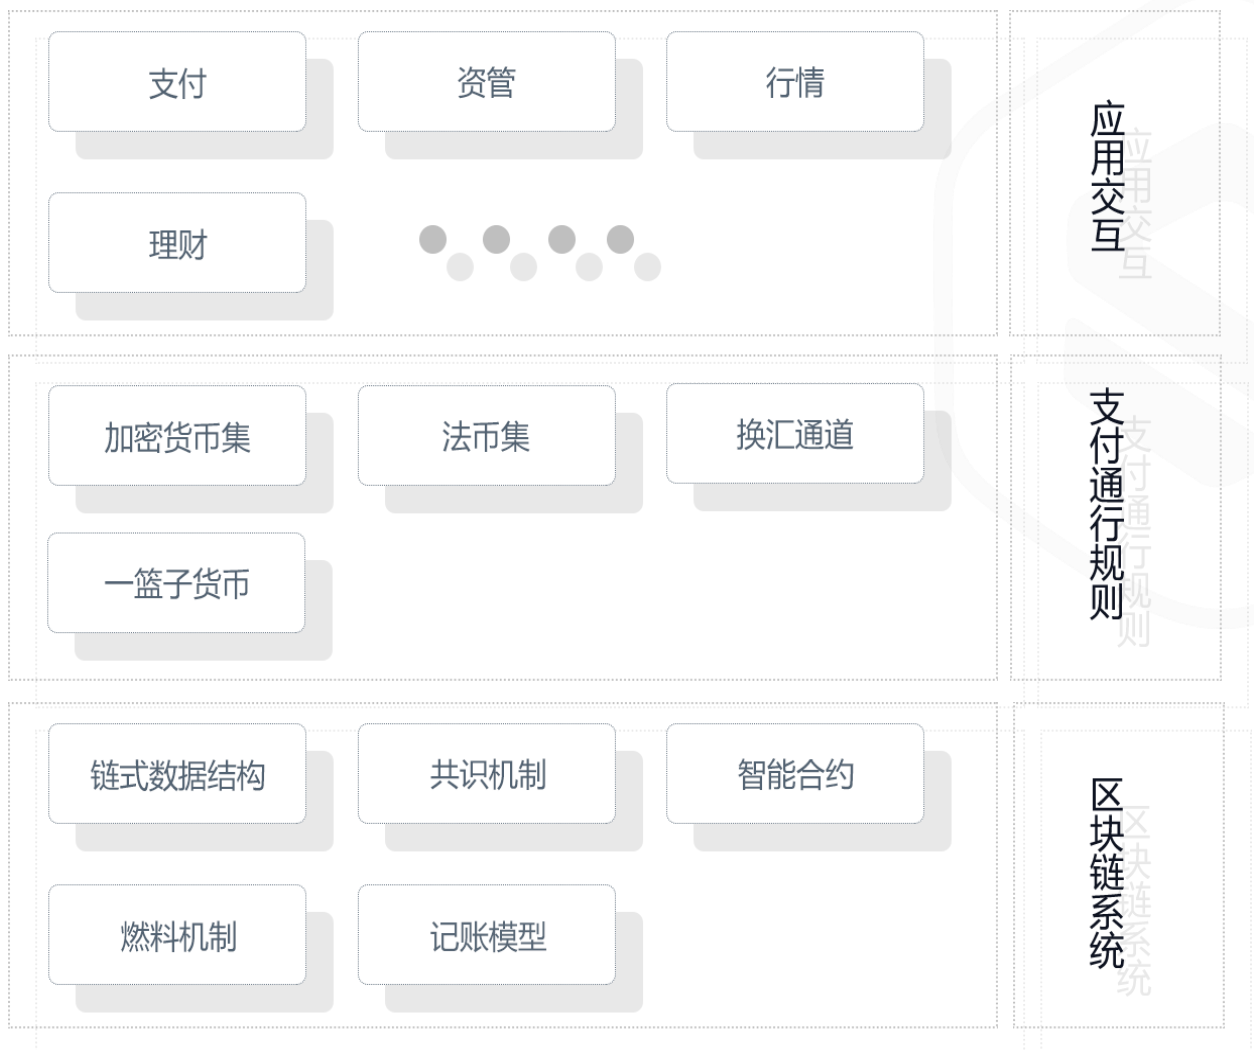 支付
资管
行情
理财
应用交互
加密货币集
法币集
换汇通道
一篮子货币
支付通行规则
链式数据结构
共识机制
智能合约
燃料机制
记账模型
区块链系统